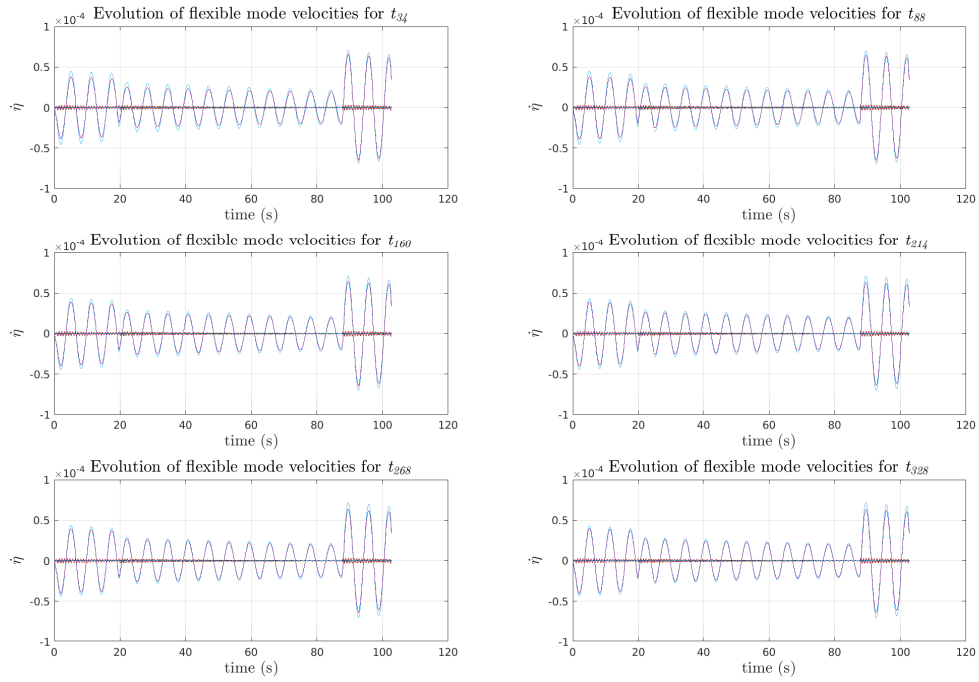 ×10⁻⁴ Evolution of flexible mode velocities for t34
1
0.5
0
-0.5
-1
η̇
0 20 40 60 80 100 120
time (s)
×10⁻⁴ Evolution of flexible mode velocities for t88
1
0.5
0
-0.5
-1
η̇
0 20 40 60 80 100 120
time (s)
×10⁻⁴ Evolution of flexible mode velocities for t160
1
0.5
0
-0.5
-1
η̇
0 20 40 60 80 100 120
time (s)
×10⁻⁴ Evolution of flexible mode velocities for t214
1
0.5
0
-0.5
-1
η̇
0 20 40 60 80 100 120
time (s)
×10⁻⁴ Evolution of flexible mode velocities for t268
1
0.5
0
-0.5
-1
η̇
0 20 40 60 80 100 120
time (s)
×10⁻⁴ Evolution of flexible mode velocities for t328
1
0.5
0
-0.5
-1
η̇
0 20 40 60 80 100 120
time (s)